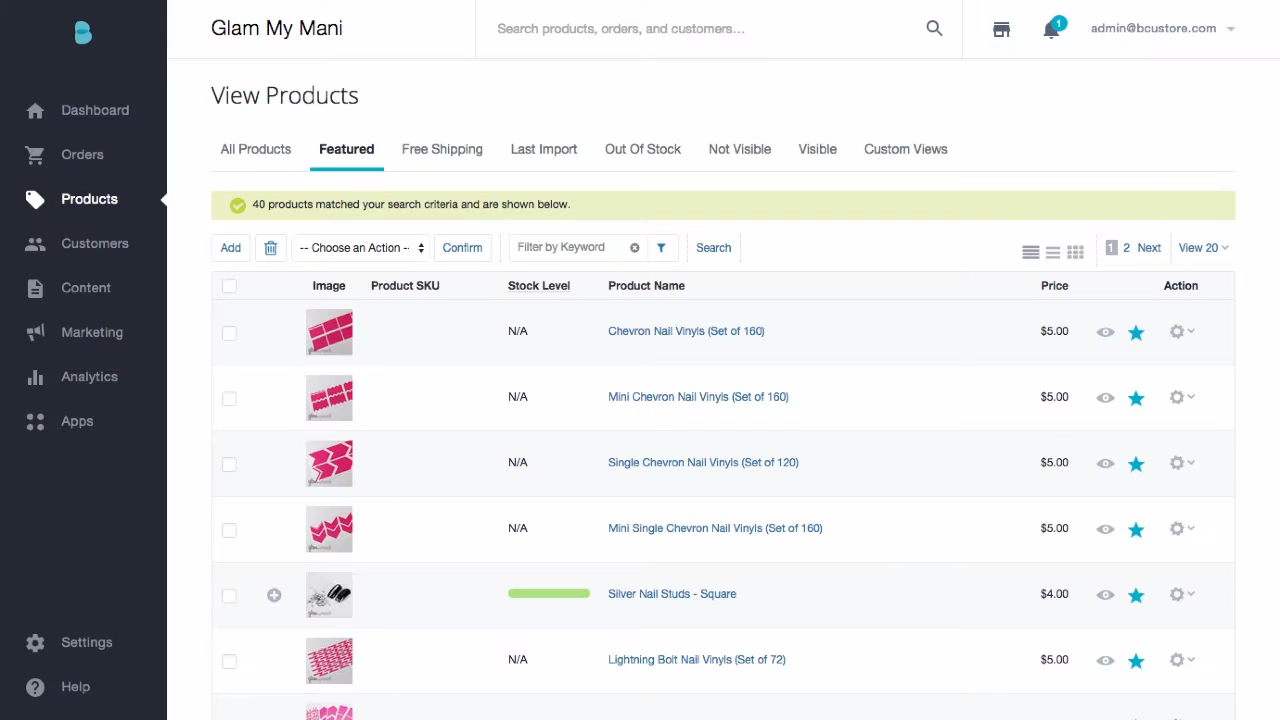 Glam My Mani
Search products, orders, and customers...
1
admin@bcustore.com
Dashboard
Orders
Products
Customers
Content
Marketing
Analytics
Apps
Settings
Help
View Products
All Products Featured Free Shipping Last Import Out Of Stock Not Visible Visible Custom Views
40 products matched your search criteria and are shown below.
Add -- Choose an Action -- Confirm Filter by Keyword Search 1 2 Next View 20
Image Product SKU Stock Level Product Name Price Action
N/A Chevron Nail Vinyls (Set of 160) $5.00
N/A Mini Chevron Nail Vinyls (Set of 160) $5.00
N/A Single Chevron Nail Vinyls (Set of 120) $5.00
N/A Mini Single Chevron Nail Vinyls (Set of 160) $5.00
Silver Nail Studs - Square $4.00
N/A Lightning Bolt Nail Vinyls (Set of 72) $5.00